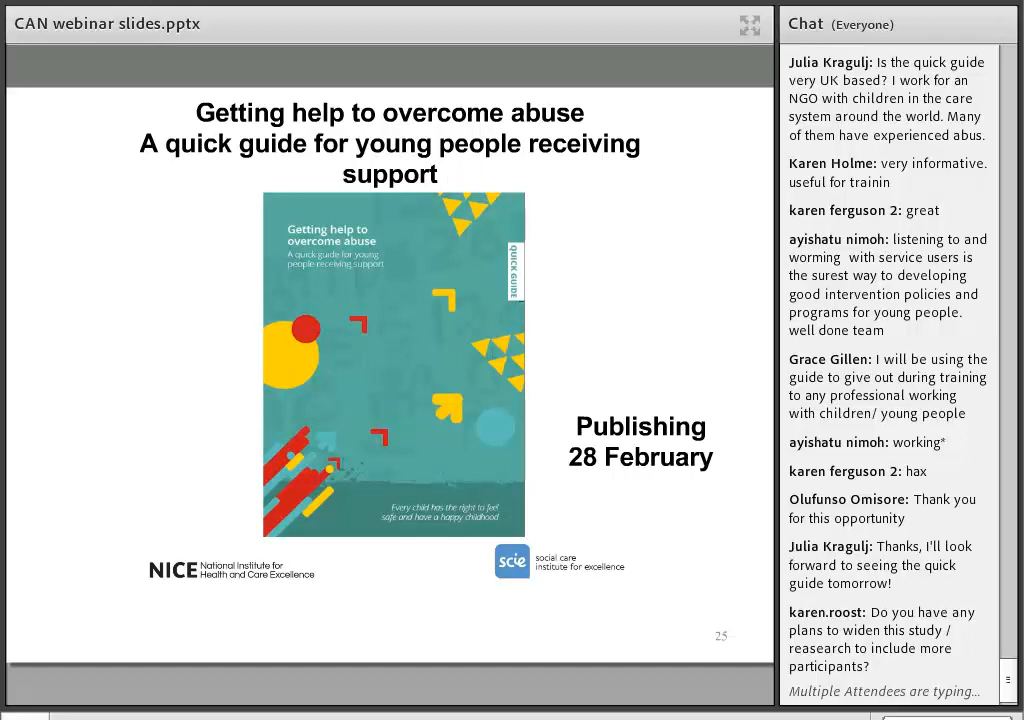 CAN webinar slides.pptx
Getting help to overcome abuse
A quick guide for young people receiving
support
Getting help to
overcome abuse
A quick guide for young
people receiving support
QUICK GUIDE
Publishing
28 February
Every child has the right to feel
safe and have a happy childhood
NICE National Institute for
Health and Care Excellence
scie social care
institute for excellence
25
Chat (Everyone)
Julia Kragulj: Is the quick guide
very UK based? I work for an
NGO with children in the care
system around the world. Many
of them have experienced abus.
Karen Holme: very informative.
useful for trainin
karen ferguson 2: great
ayishatu nimoh: listening to and
worming with service users is
the surest way to developing
good intervention policies and
programs for young people.
well done team
Grace Gillen: I will be using the
guide to give out during training
to any professional working
with children/ young people
ayishatu nimoh: working*
karen ferguson 2: hax
Olufunso Omisore: Thank you
for this opportunity
Julia Kragulj: Thanks, I'll look
forward to seeing the quick
guide tomorrow!
karen.roost: Do you have any
plans to widen this study /
reasearch to include more
participants?
Multiple Attendees are typing...